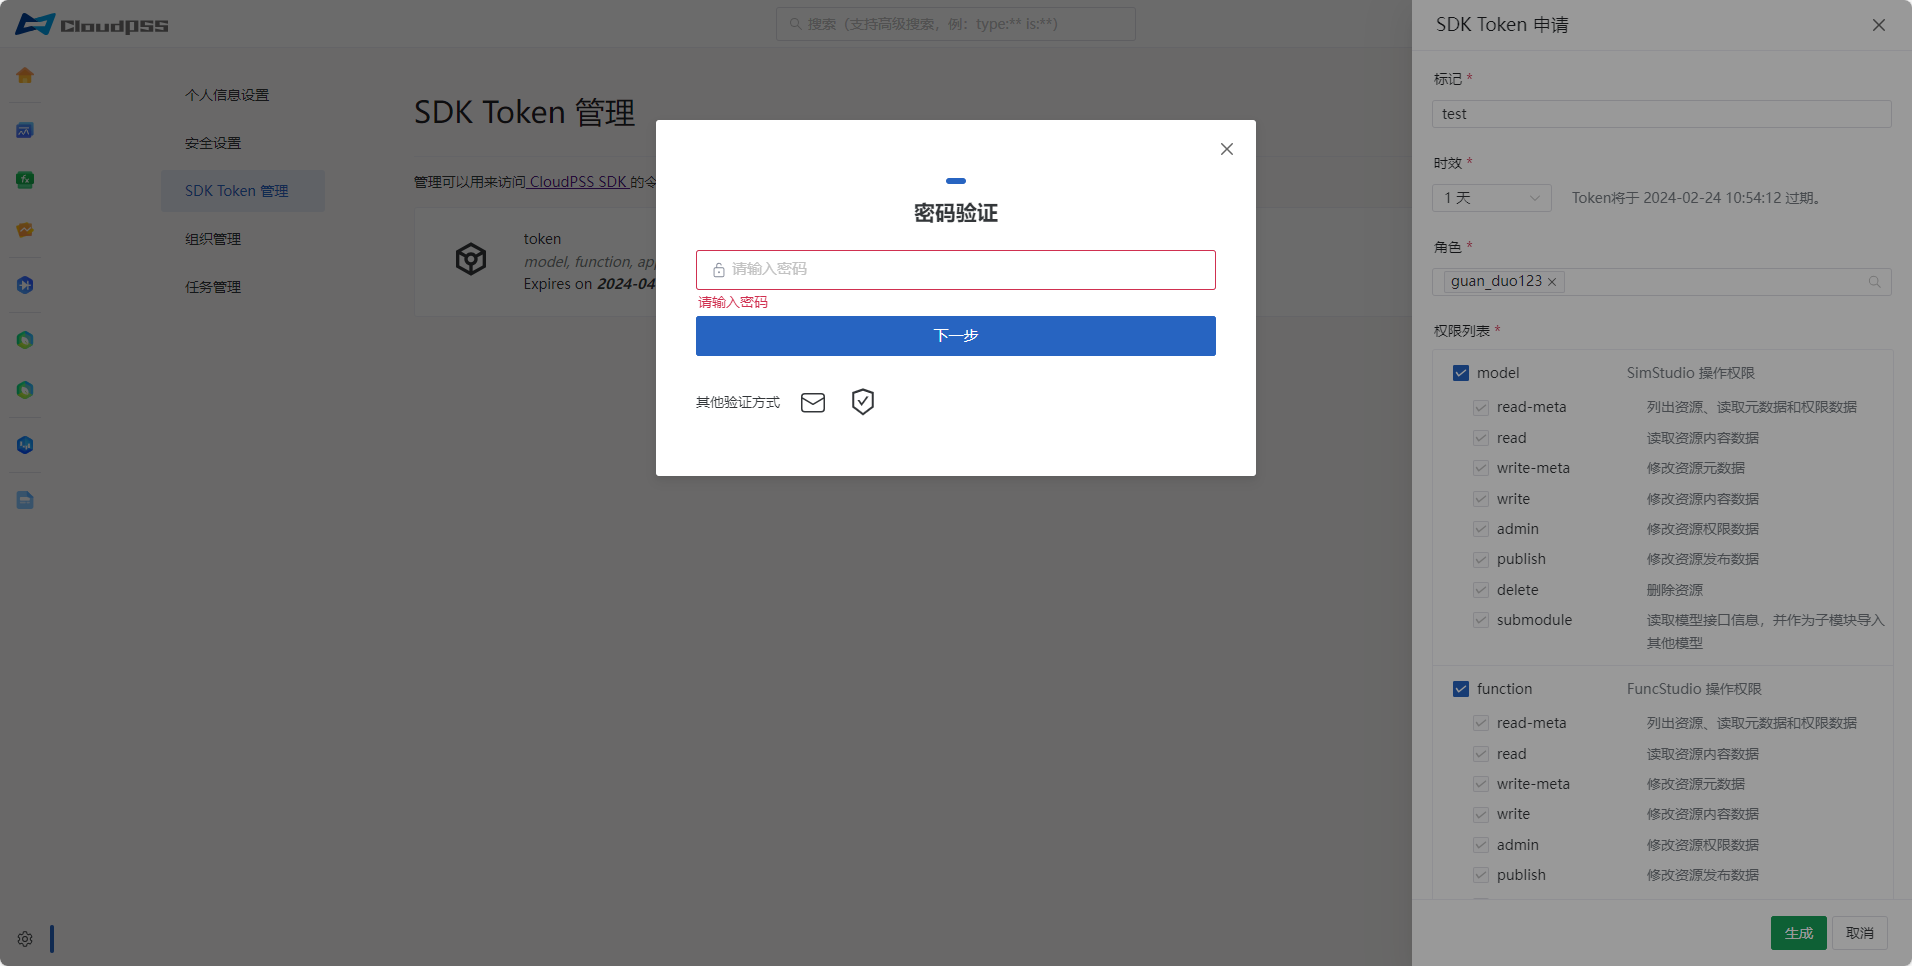 CloudPSS
搜索（支持高级搜索，例：type:** is:**）
个人信息设置
安全设置
SDK Token 管理
组织管理
任务管理
SDK Token 管理
管理可以用来访问 CloudPSS SDK 的令
token
model, function, ap
Expires on 2024-04
密码验证
请输入密码
请输入密码
下一步
其他验证方式
SDK Token 申请
标记 *
test
时效 *
1 天
Token将于 2024-02-24 10:54:12 过期。
角色 *
guan_duo123
权限列表 *
model SimStudio 操作权限
read-meta 列出资源、读取元数据和权限数据
read 读取资源内容数据
write-meta 修改资源元数据
write 修改资源内容数据
admin 修改资源权限数据
publish 修改资源发布数据
delete 删除资源
submodule 读取模型接口信息，并作为子模块导入
其他模型
function FuncStudio 操作权限
read-meta 列出资源、读取元数据和权限数据
read 读取资源内容数据
write-meta 修改资源元数据
write 修改资源内容数据
admin 修改资源权限数据
publish 修改资源发布数据
生成 取消